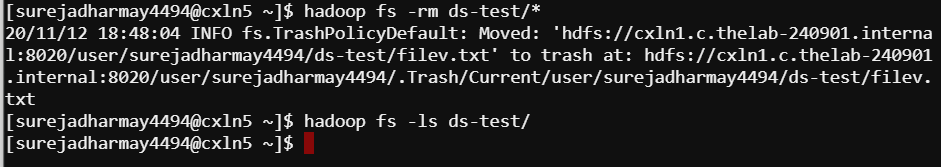 [surejadharmay4494@cxln5 ~]$ hadoop fs -rm ds-test/*
20/11/12 18:48:04 INFO fs.TrashPolicyDefault: Moved: 'hdfs://cxln1.c.thelab-240901.interna
l:8020/user/surejadharmay4494/ds-test/filev.txt' to trash at: hdfs://cxln1.c.thelab-240901
.internal:8020/user/surejadharmay4494/.Trash/Current/user/surejadharmay4494/ds-test/filev.
txt
[surejadharmay4494@cxln5 ~]$ hadoop fs -ls ds-test/
[surejadharmay4494@cxln5 ~]$